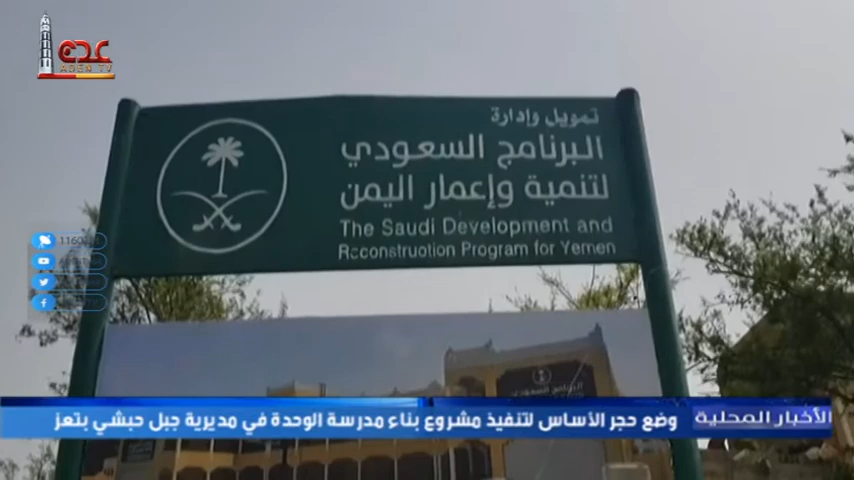 عدن
ADEN TV
تمويل وإدارة
البرنامج السعودي
لتنمية وإعمار اليمن
The Saudi Development and
Reconstruction Program for Yemen
الأخبار المحلية
وضع حجر الأساس لتنفيذ مشروع بناء مدرسة الوحدة في مديرية جبل حبشي بتعز